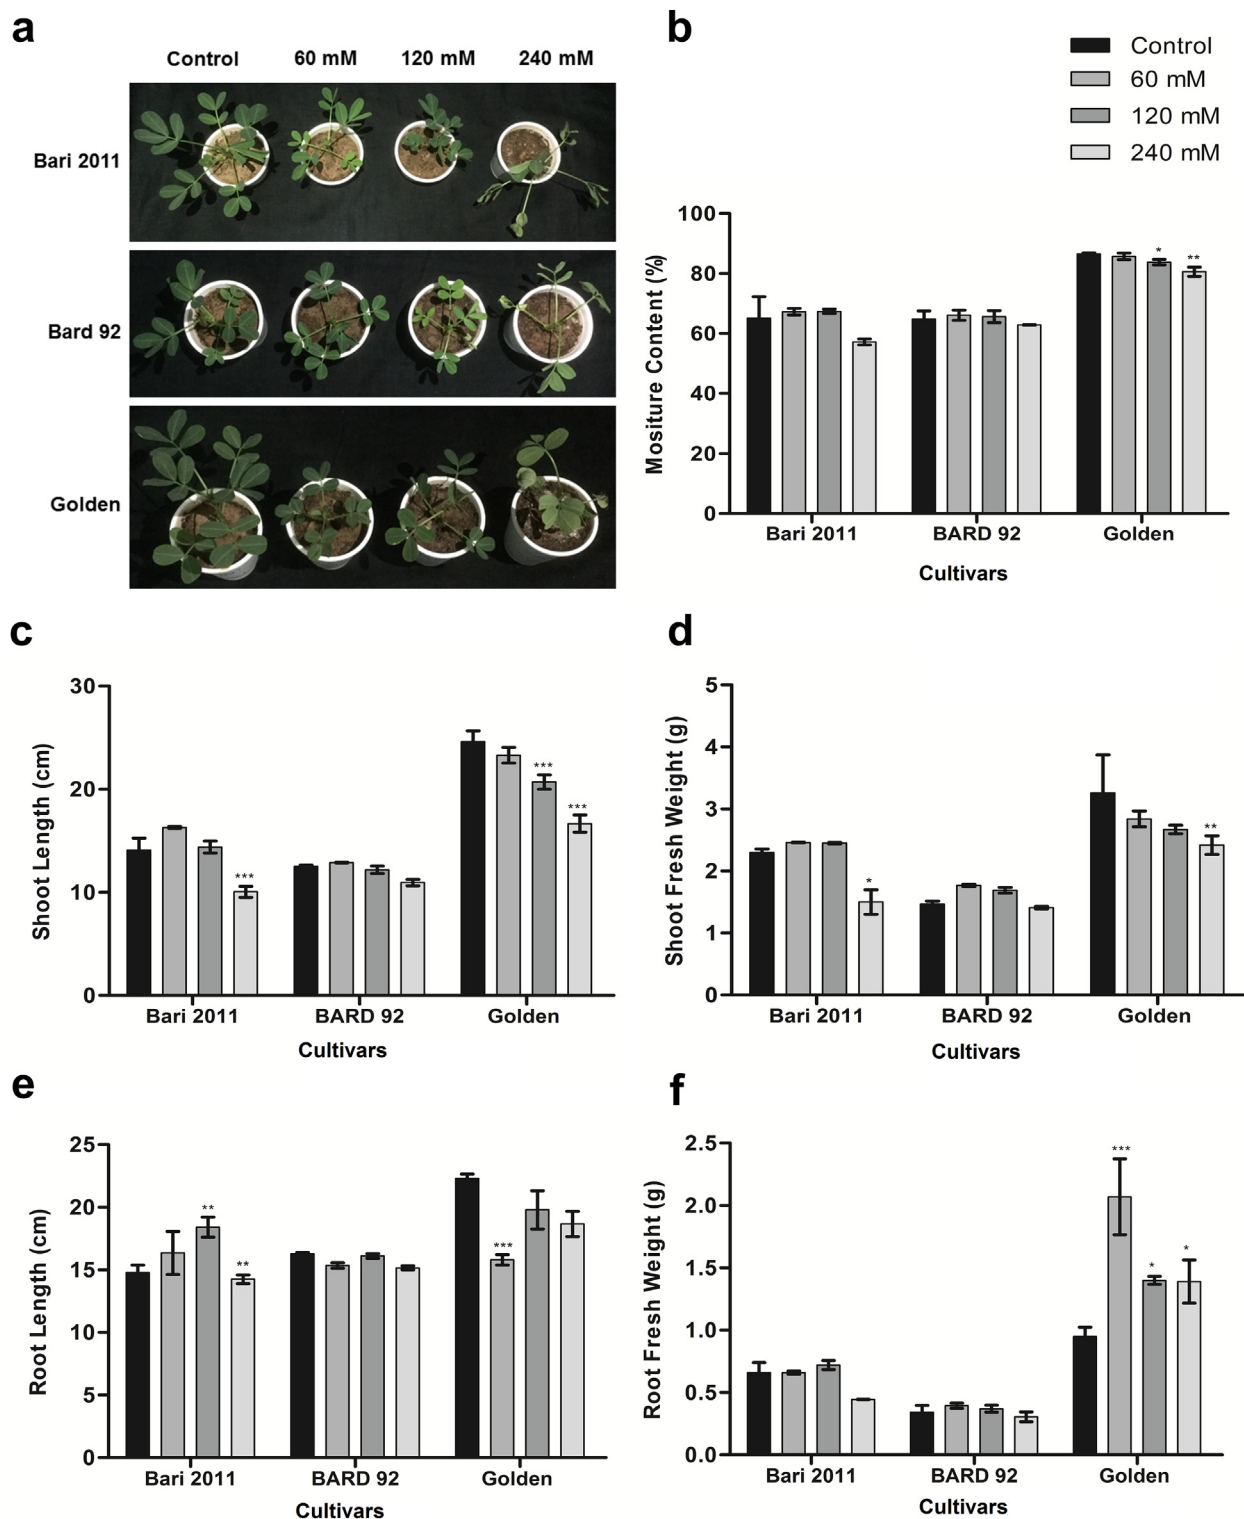 a
Control 60 mM 120 mM 240 mM
Bari 2011
Bard 92
Golden
b
Control
60 mM
120 mM
240 mM
Mositure Content (%)
100
80
60
40
20
0
*
**
Bari 2011 BARD 92 Golden
Cultivars
c
Shoot Length (cm)
30
20
10
0
***
***
***
Bari 2011 BARD 92 Golden
Cultivars
d
Shoot Fresh Weight (g)
5
4
3
2
1
0
*
**
Bari 2011 BARD 92 Golden
Cultivars
e
Root Length (cm)
25
20
15
10
5
0
**
**
***
Bari 2011 BARD 92 Golden
Cultivars
f
Root Fresh Weight (g)
2.5
2.0
1.5
1.0
0.5
0.0
***
*
*
Bari 2011 BARD 92 Golden
Cultivars